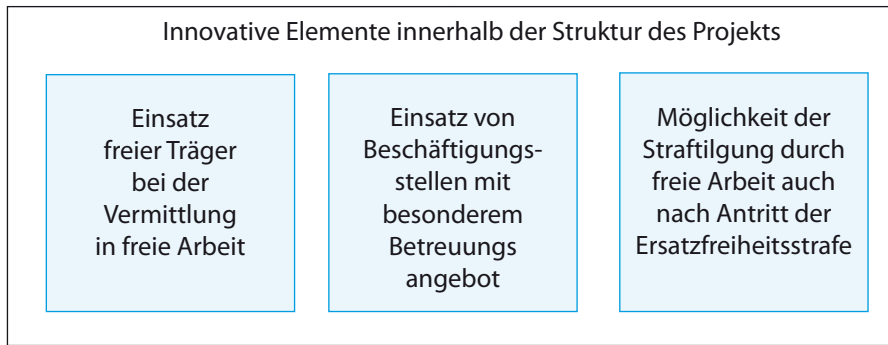 Innovative Elemente innerhalb der Struktur des Projekts
Einsatz
freier Träger
bei der
Vermittlung
in freie Arbeit
Einsatz von
Beschäftigungs-
stellen mit
besonderem
Betreuungs
angebot
Möglichkeit der
Straftilgung durch
freie Arbeit auch
nach Antritt der
Ersatzfreiheitsstrafe